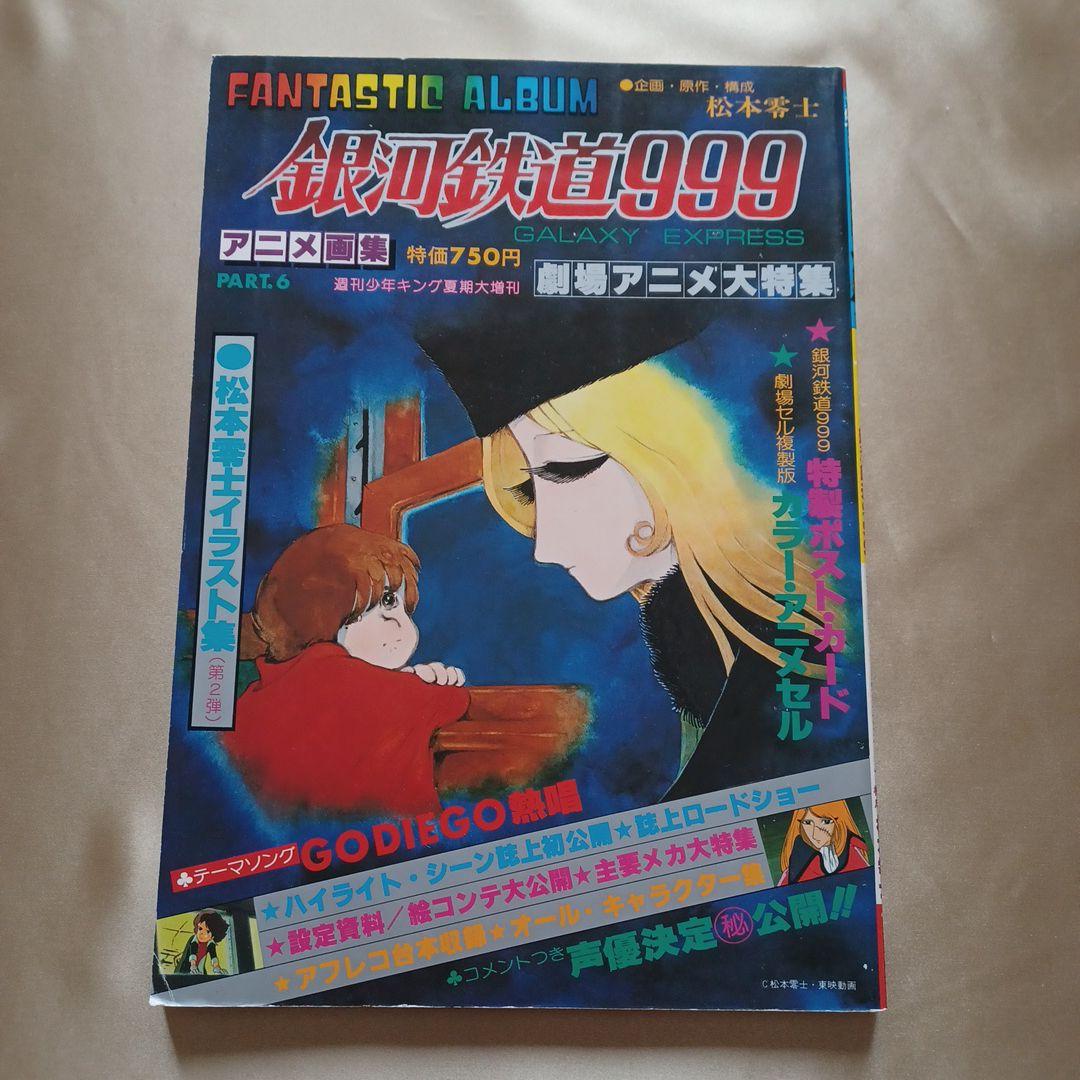 FANTASTIC ALBUM
●企画・原作・構成
松本零士
銀河鉄道999
GALAXY EXPRESS
アニメ画集
特価750円
PART.6
週刊少年キング夏期大増刊
劇場アニメ大特集
★銀河鉄道999 特製ポスト・カード
★劇場セル複製版 カラー・アニメセル
●松本零士イラスト集(第2弾)
♣テーマソング GODIEGO熱唱
★ハイライト・シーン誌上初公開★誌上ロードショー
★設定資料/絵コンテ大公開★主要メカ大特集
★アフレコ台本収録★オール・キャラクター集
♣コメントつき声優決定㊙公開!!
C松本零士・東映動画